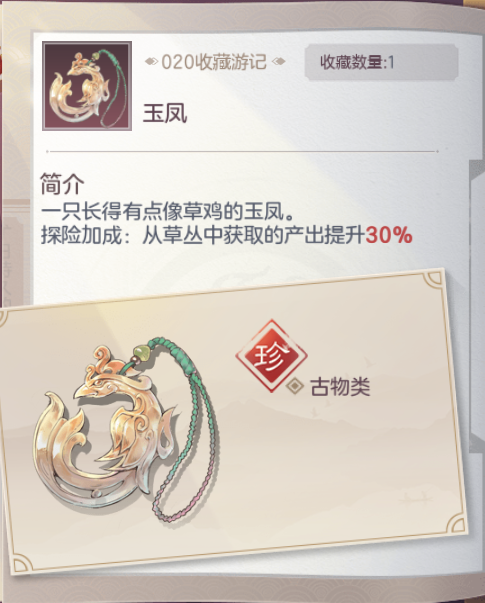 020收藏游记
收藏数量:1
玉凤
简介
一只长得有点像草鸡的玉凤。
探险加成：从草丛中获取的产出提升30%
珍
古物类